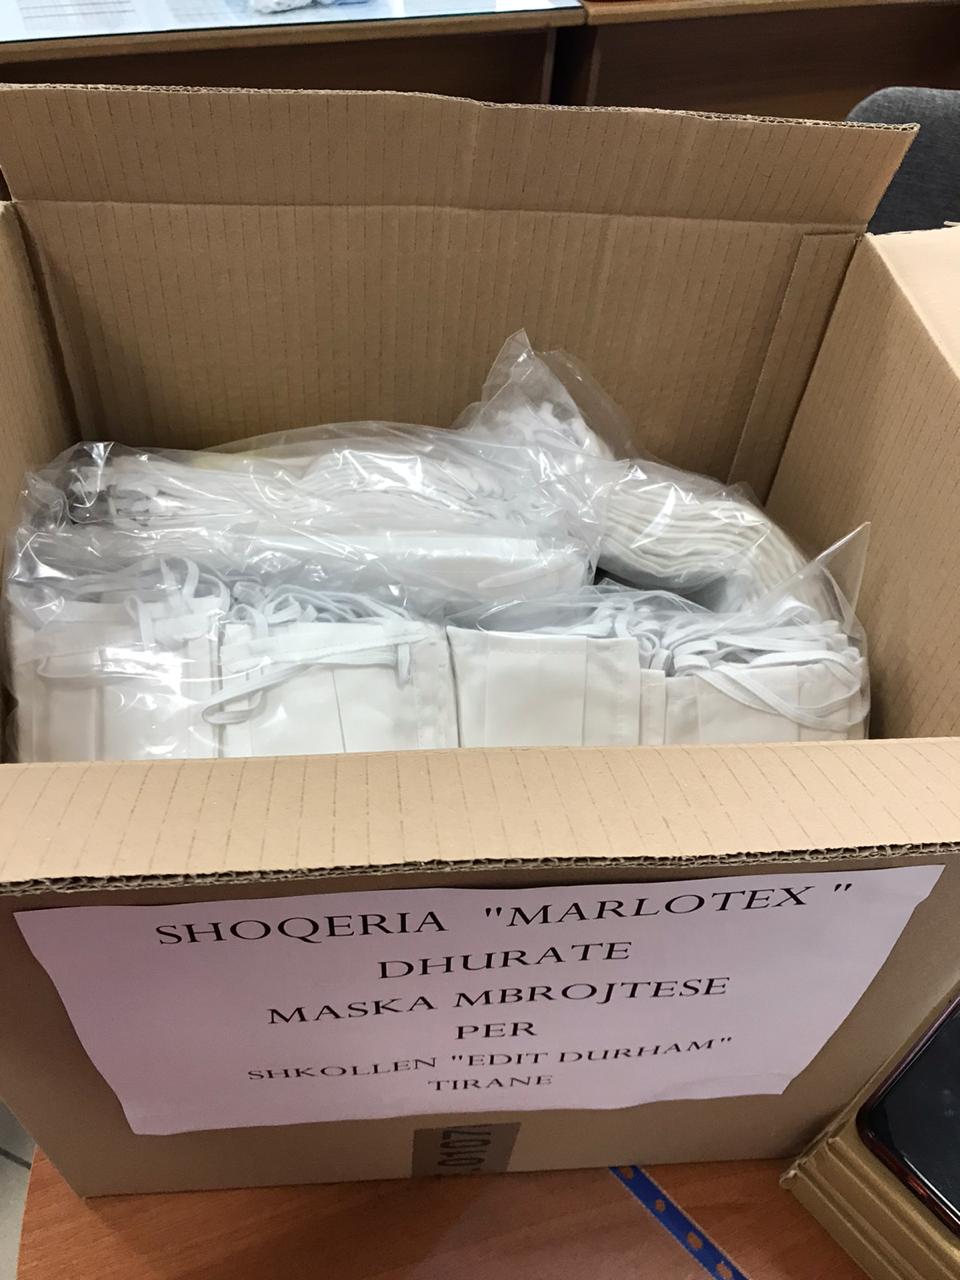 SHOQERIA "MARLOTEX "
DHURATE
MASKA MBROJTESE
PER
SHKOLLEN "EDIT DURHAM"
TIRANE